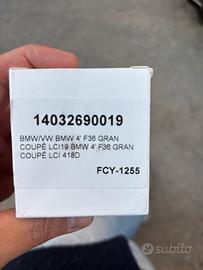 14032690019
BMW/VW BMW 4' F36 GRAN
COUPÉ LCI19 BMW 4' F36 GRAN
COUPÉ LCI 418D
FCY-1255
subito